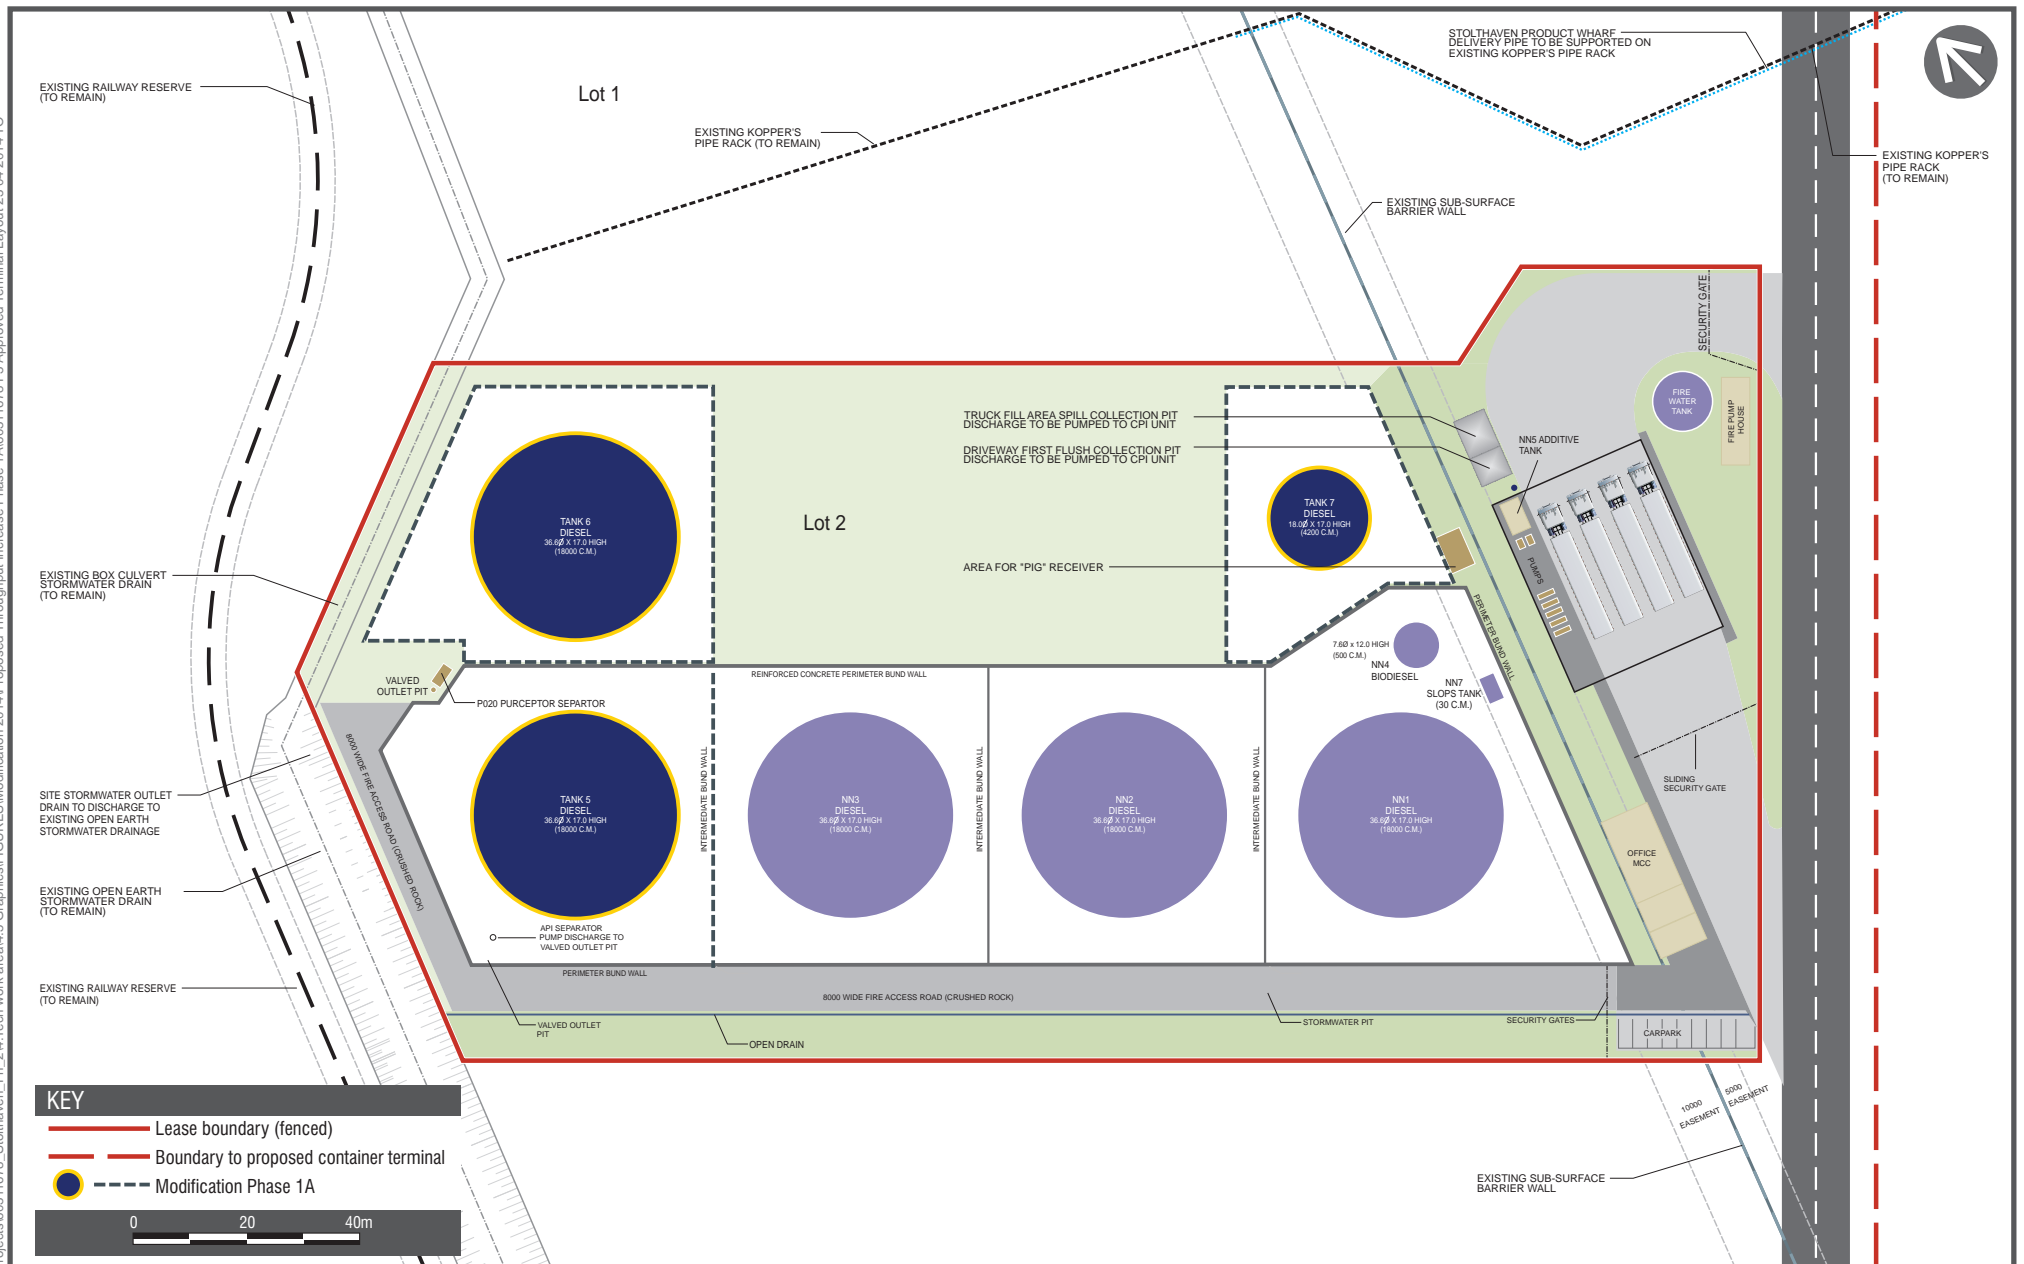 EXISTING RAILWAY RESERVE
(TO REMAIN)
Lot 1
EXISTING KOPPER'S
PIPE RACK (TO REMAIN)
STOLTHAVEN PRODUCT WHARF
DELIVERY PIPE TO BE SUPPORTED ON
EXISTING KOPPER'S PIPE RACK
EXISTING KOPPER'S
PIPE RACK
(TO REMAIN)
EXISTING SUB-SURFACE
BARRIER WALL
SECURITY GATE
FIRE
WATER
TANK
FIRE PUMP
HOUSE
TRUCK FILL AREA SPILL COLLECTION PIT
DISCHARGE TO BE PUMPED TO CPI UNIT
DRIVEWAY FIRST FLUSH COLLECTION PIT
DISCHARGE TO BE PUMPED TO CPI UNIT
NN5 ADDITIVE
TANK
TANK 6
DIESEL
36.6Ø X 17.0 HIGH
(18000 C.M.)
Lot 2
TANK 7
DIESEL
18.0Ø X 17.0 HIGH
(4200 C.M.)
AREA FOR "PIG" RECEIVER
PUMPS
EXISTING BOX CULVERT
STORMWATER DRAIN
(TO REMAIN)
PERIMETER BUND WALL
7.6Ø x 12.0 HIGH
(500 C.M.)
NN4
BIODIESEL
NN7
SLOPS TANK
(30 C.M.)
VALVED
OUTLET PIT
P020 PURCEPTOR SEPARTOR
REINFORCED CONCRETE PERIMETER BUND WALL
8000 WIDE FIRE ACCESS ROAD (CRUSHED ROCK)
SITE STORMWATER OUTLET
DRAIN TO DISCHARGE TO
EXISTING OPEN EARTH
STORMWATER DRAINAGE
TANK 5
DIESEL
36.6Ø X 17.0 HIGH
(18000 C.M.)
INTERMEDIATE BUND WALL
NN3
DIESEL
36.6Ø X 17.0 HIGH
(18000 C.M.)
INTERMEDIATE BUND WALL
NN2
DIESEL
36.6Ø X 17.0 HIGH
(18000 C.M.)
INTERMEDIATE BUND WALL
NN1
DIESEL
36.6Ø X 17.0 HIGH
(18000 C.M.)
SLIDING
SECURITY GATE
OFFICE
MCC
EXISTING OPEN EARTH
STORMWATER DRAIN
(TO REMAIN)
API SEPARATOR
PUMP DISCHARGE TO
VALVED OUTLET PIT
PERIMETER BUND WALL
EXISTING RAILWAY RESERVE
(TO REMAIN)
8000 WIDE FIRE ACCESS ROAD (CRUSHED ROCK)
VALVED OUTLET
PIT
OPEN DRAIN
STORMWATER PIT
SECURITY GATES
CARPARK
10000
EASEMENT
5000
EASEMENT
EXISTING SUB-SURFACE
BARRIER WALL
KEY
Lease boundary (fenced)
Boundary to proposed container terminal
Modification Phase 1A
0 20 40m